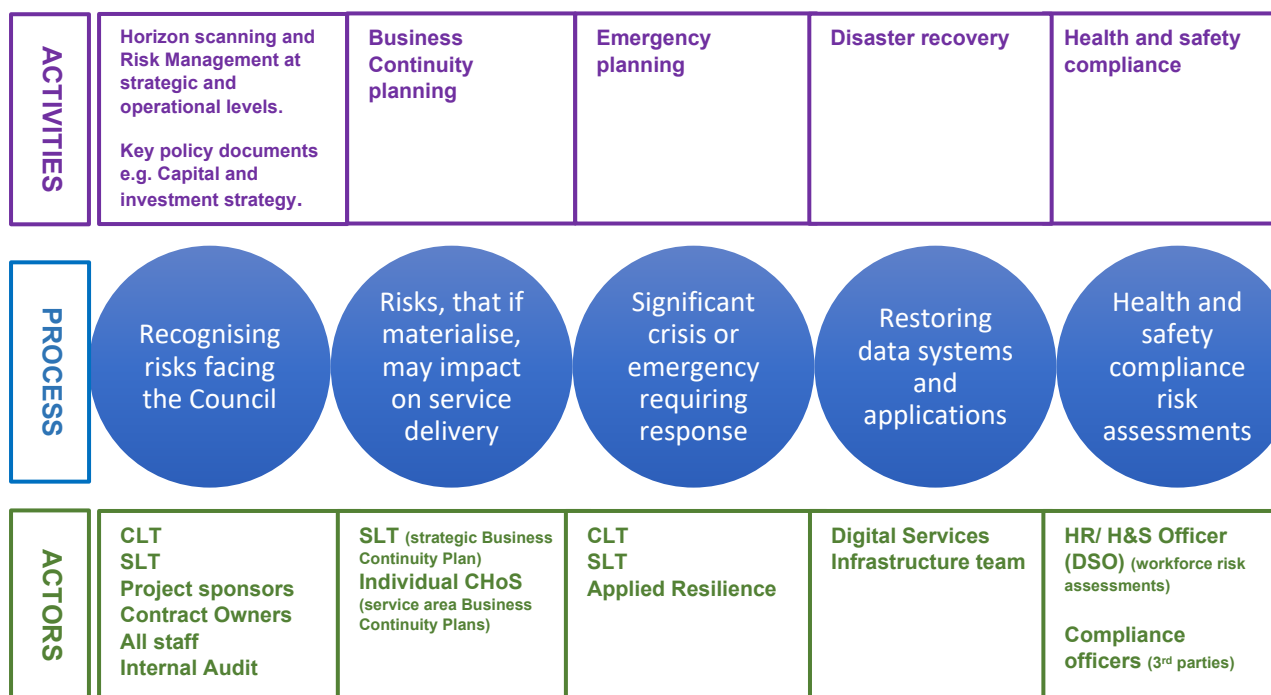 ACTIVITIES
Horizon scanning and
Risk Management at
strategic and
operational levels.
Key policy documents
e.g. Capital and
investment strategy.
Business
Continuity
planning
Emergency
planning
Disaster recovery
Health and safety
compliance
PROCESS
Recognising
risks facing
the Council
Risks, that if
materialise,
may impact
on service
delivery
Significant
crisis or
emergency
requiring
response
Restoring
data systems
and
applications
Health and
safety
compliance
risk
assessments
ACTORS
CLT
SLT
Project sponsors
Contract Owners
All staff
Internal Audit
SLT (strategic Business
Continuity Plan)
Individual CHoS
(service area Business
Continuity Plans)
CLT
SLT
Applied Resilience
Digital Services
Infrastructure team
HR/ H&S Officer
(DSO) (workforce risk
assessments)
Compliance
officers (3rd parties)